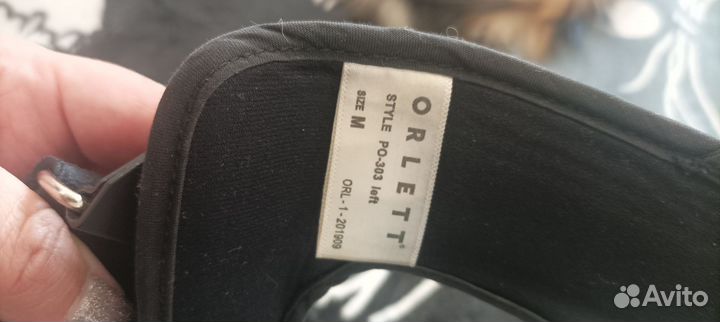 ORLETT®
STYLE PO-303 left
SIZE M
ORL-1-201909
Avito